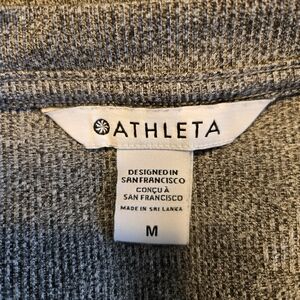 ATHLETA
DESIGNED IN
SAN FRANCISCO
CONÇU À
SAN FRANCISCO
MADE IN SRI LANKA
M